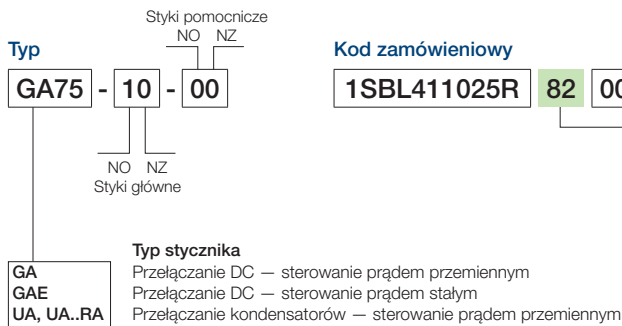 Styki pomocnicze
NO NZ
Typ
Kod zamówieniowy
GA75 - 10 - 00
1SBL411025R 82 00
NO NZ
Styki główne
Typ stycznika
GA Przełączanie DC — sterowanie prądem przemiennym
GAE Przełączanie DC — sterowanie prądem stałym
UA, UA..RA Przełączanie kondensatorów — sterowanie prądem przemiennym